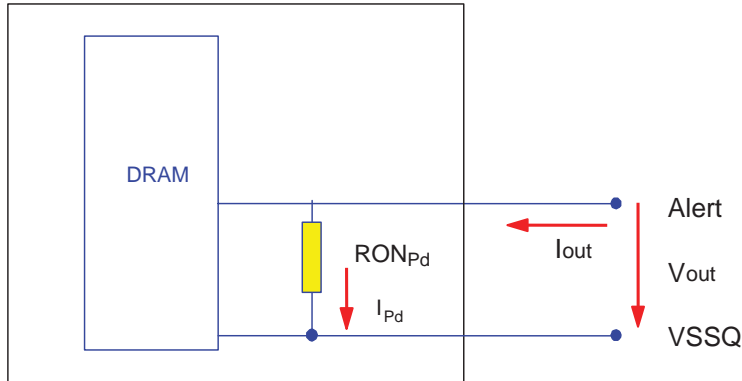 DRAM
Alert
RONPd
Iout
Vout
IPd
VSSQ